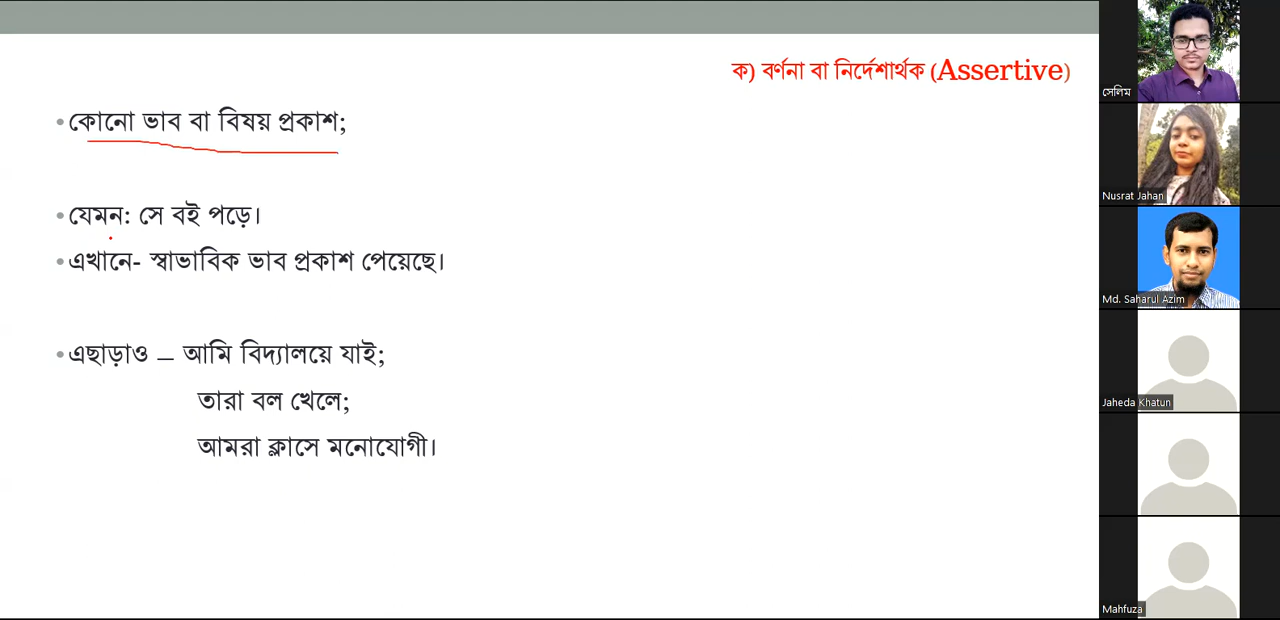 ক) বর্ণনা বা নির্দেশার্থক (Assertive)
•কোনো ভাব বা বিষয় প্রকাশ;
•যেমন: সে বই পড়ে।
•এখানে- স্বাভাবিক ভাব প্রকাশ পেয়েছে।
•এছাড়াও – আমি বিদ্যালয়ে যাই;
তারা বল খেলে;
আমরা ক্লাসে মনোযোগী।
সেলিম
Nusrat Jahan
Md. Saharul Azim
Jaheda Khatun
Mahfuza